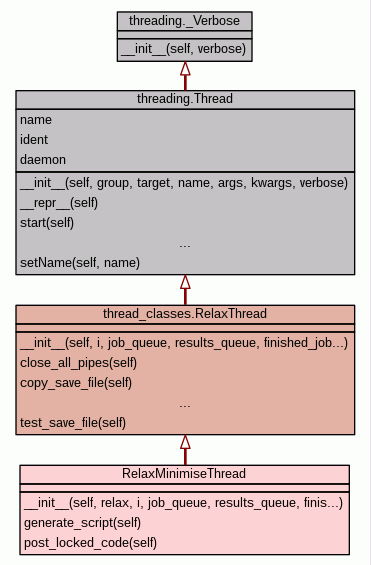 threading._Verbose
__init__(self, verbose)
threading.Thread
name
ident
daemon
__init__(self, group, target, name, args, kwargs, verbose)
__repr__(self)
start(self)
...
setName(self, name)
thread_classes.RelaxThread
__init__(self, i, job_queue, results_queue, finished_job...)
close_all_pipes(self)
copy_save_file(self)
...
test_save_file(self)
RelaxMinimiseThread
__init__(self, relax, i, job_queue, results_queue, finis...)
generate_script(self)
post_locked_code(self)